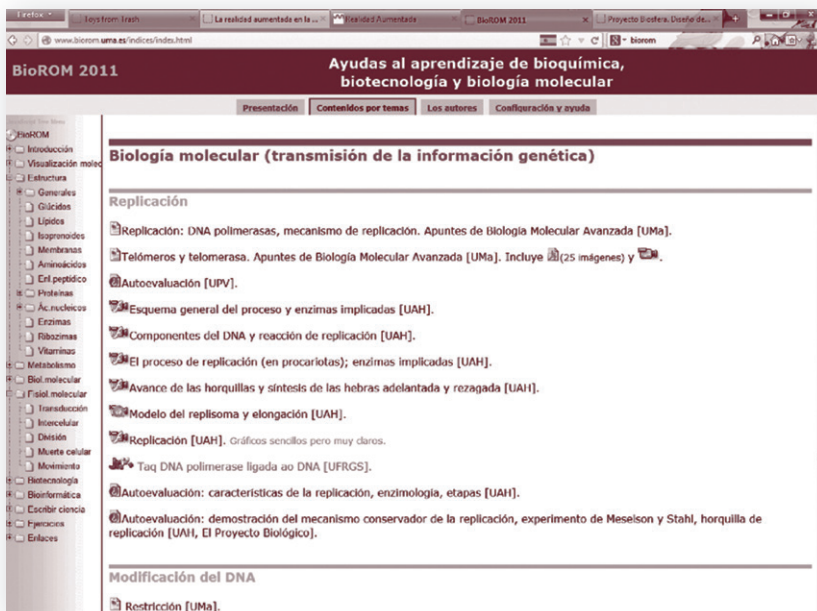 Firefox
Toys from Trash
La realidad aumentada en la ...
Realidad Aumentada
BioROM 2011
Proyecto Biosfera. Diseño de...
www.biorom.uma.es/indices/index.html
biorom
BioROM 2011
Ayudas al aprendizaje de bioquímica,
biotecnología y biología molecular
Presentación
Contenidos por temas
Los autores
Configuración y ayuda
BioROM
Introducción
Visualización molec
Estructura
Generales
Glúcidos
Lípidos
Isoprenoides
Membranas
Aminoácidos
Enl.peptídico
Proteínas
Ác.nucleicos
Enzimas
Ribozimas
Vitaminas
Metabolismo
Biol.molecular
Fisiol.molecular
Transducción
Intercelular
División
Muerte celular
Movimiento
Biotecnología
Bioinformática
Escribir ciencia
Ejercicios
Enlaces
Biología molecular (transmisión de la información genética)
Replicación
Replicación: DNA polimerasas, mecanismo de replicación. Apuntes de Biología Molecular Avanzada [UMa].
Telómeros y telomerasa. Apuntes de Biología Molecular Avanzada [UMa]. Incluye (25 imágenes) y .
Autoevaluación [UPV].
Esquema general del proceso y enzimas implicadas [UAH].
Componentes del DNA y reacción de replicación [UAH].
El proceso de replicación (en procariotas); enzimas implicadas [UAH].
Avance de las horquillas y síntesis de las hebras adelantada y rezagada [UAH].
Modelo del replisoma y elongación [UAH].
Replicación [UAH]. Gráficos sencillos pero muy claros.
Taq DNA polimerase ligada ao DNA [UFRGS].
Autoevaluación: características de la replicación, enzimología, etapas [UAH].
Autoevaluación: demostración del mecanismo conservador de la replicación, experimento de Meselson y Stahl, horquilla de
replicación [UAH, El Proyecto Biológico].
Modificación del DNA
Restricción [UMa].